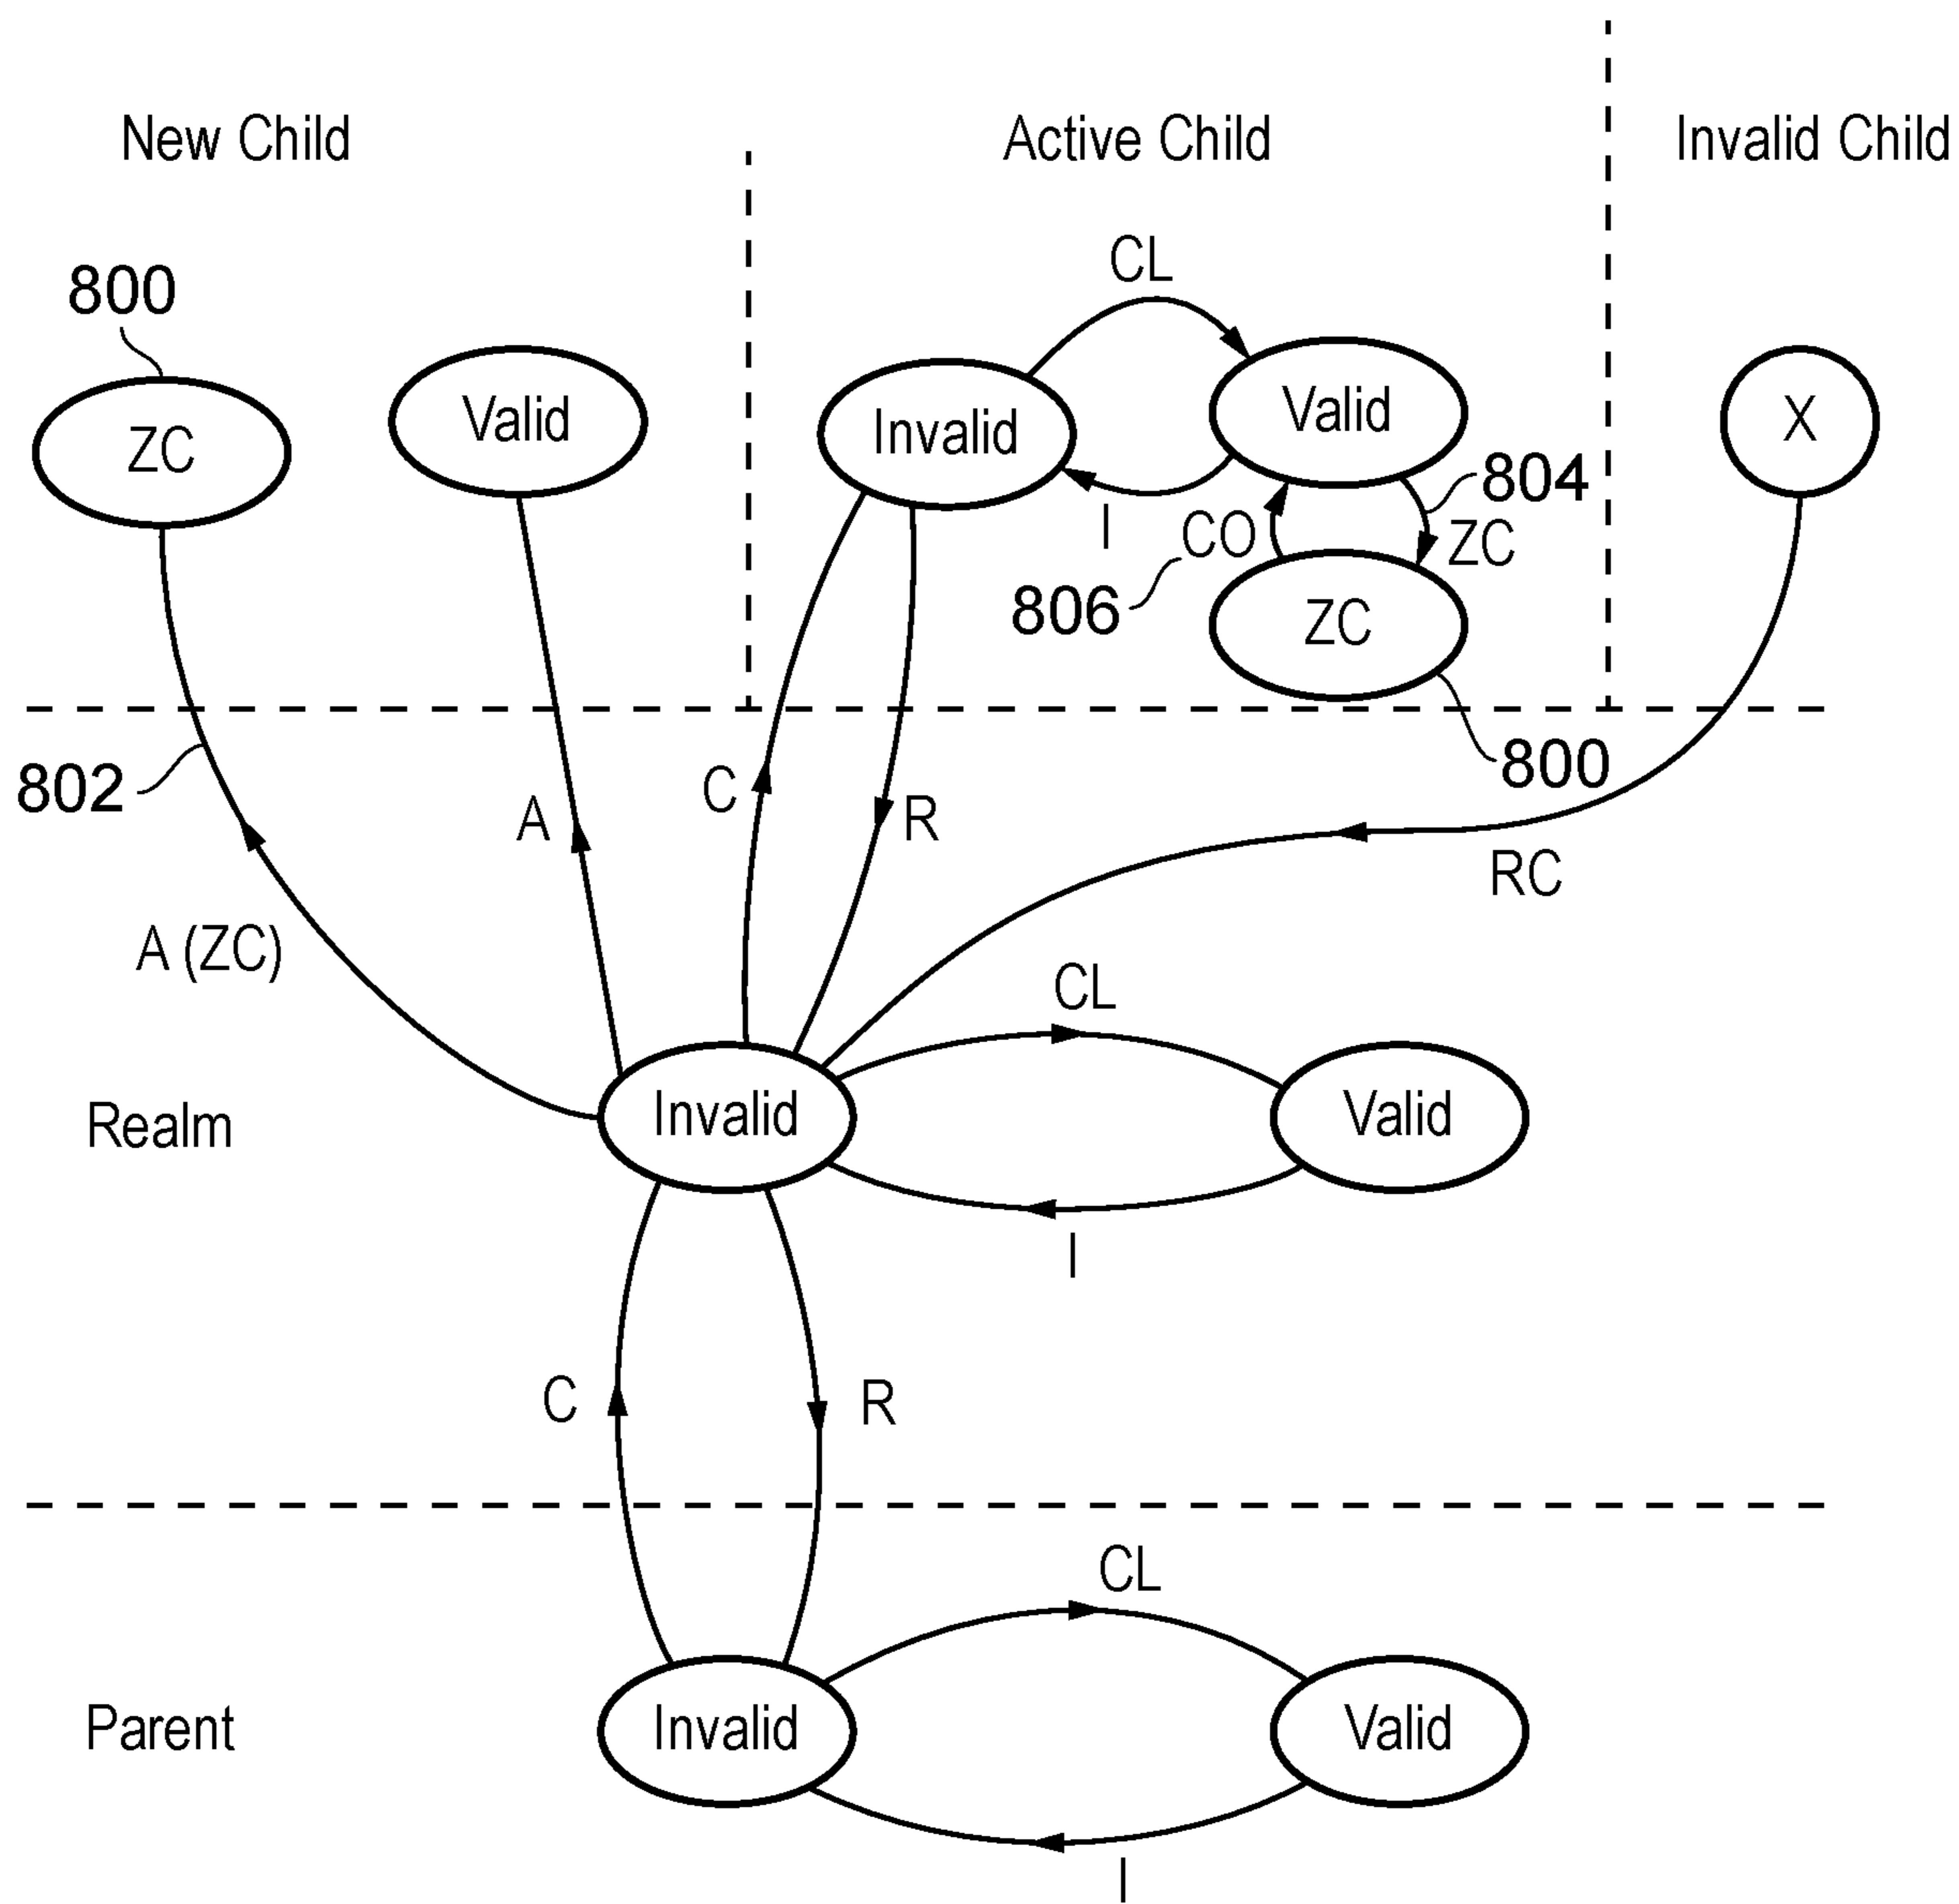 New Child
Active Child
Invalid Child
CL
800
Valid
Valid
ZC
Invalid
X
804
I
CO
ZC
806
ZC
800
802
C
A
R
RC
A (ZC)
CL
Realm
Invalid
Valid
I
C
R
CL
Parent
Invalid
Valid
I